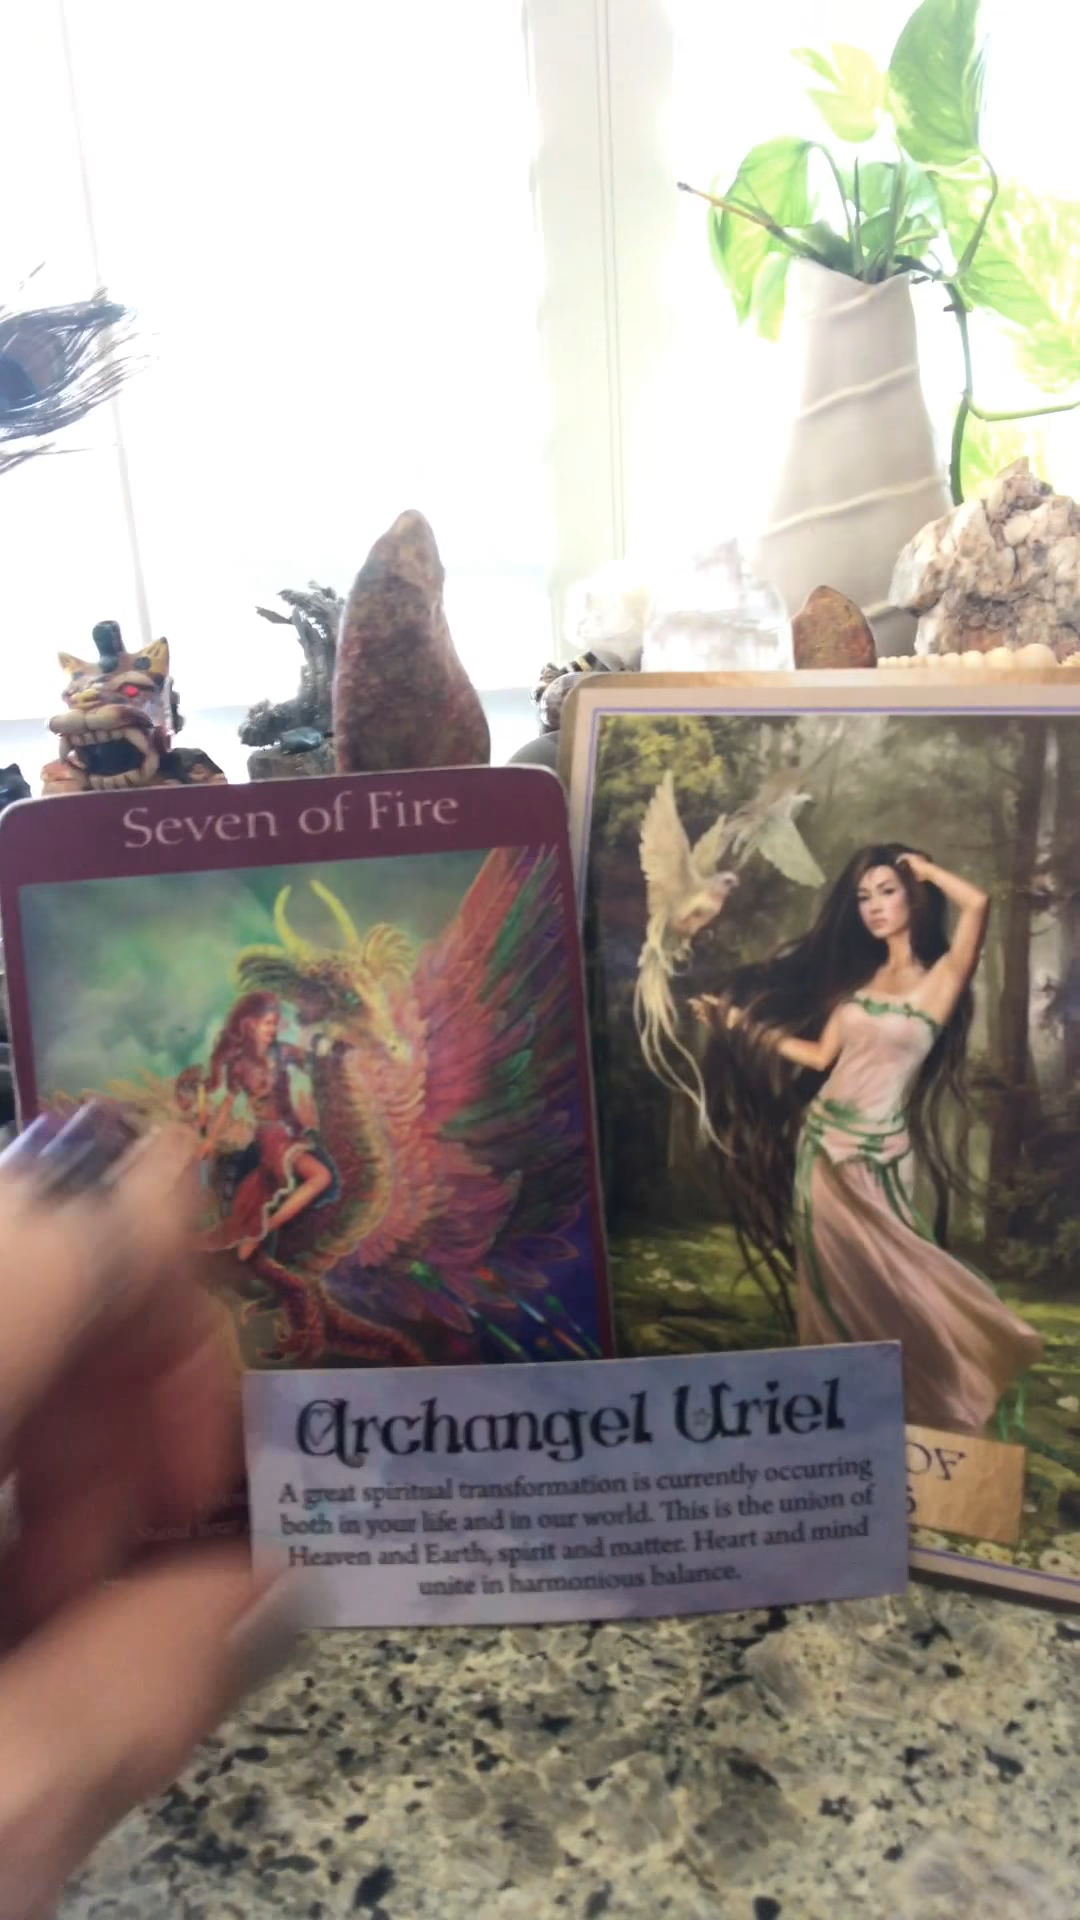 Seven of Fire
Archangel Uriel
A great spiritual transformation is currently occurring
both in your life and in our world. This is the union of
Heaven and Earth, spirit and matter. Heart and mind
unite in harmonious balance.
OF